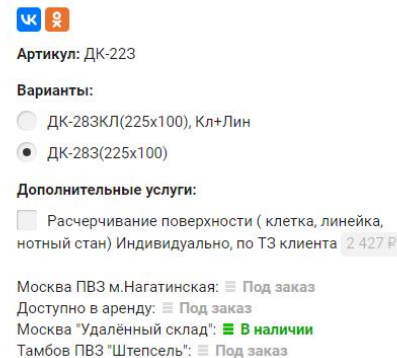 Артикул: ДК-223
Варианты:
ДК-283КЛ(225x100), Кл+Лин
ДК-283(225x100)
Дополнительные услуги:
Расчерчивание поверхности ( клетка, линейка,
нотный стан) Индивидуально, по ТЗ клиента 2 427 ₽
Москва ПВЗ м.Нагатинская: Под заказ
Доступно в аренду: Под заказ
Москва "Удалённый склад": В наличии
Тамбов ПВЗ "Штепсель": Под заказ